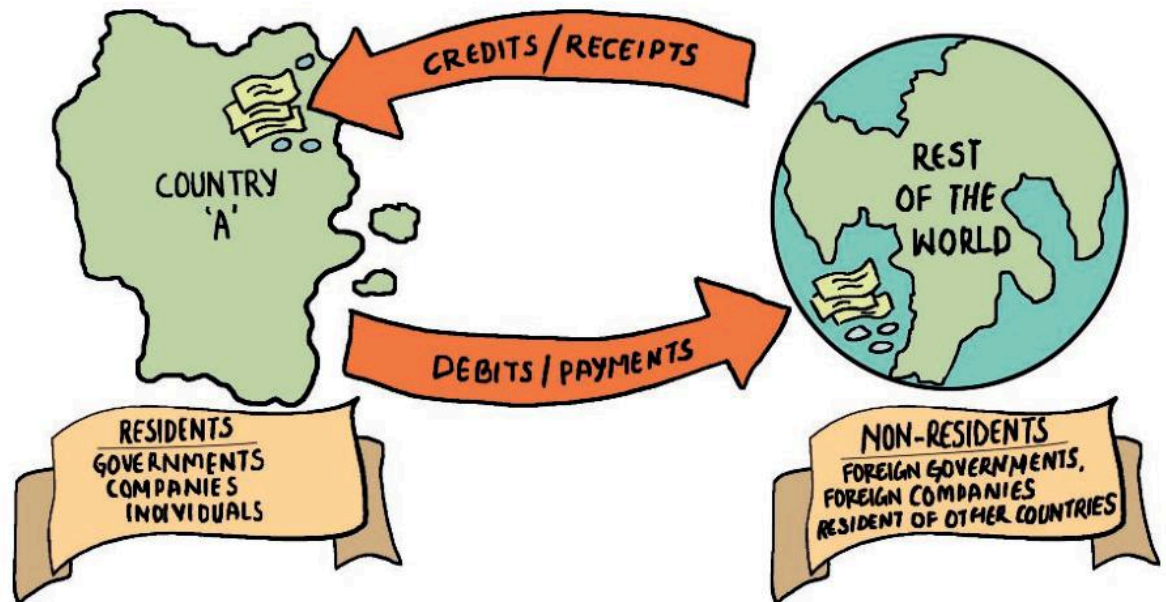 CREDITS/RECEIPTS
COUNTRY
'A'
REST
OF THE
WORLD
DEBITS/PAYMENTS
RESIDENTS
GOVERNMENTS
COMPANIES
INDIVIDUALS
NON-RESIDENTS
FOREIGN GOVERNMENTS,
FOREIGN COMPANIES
RESIDENT OF OTHER COUNTRIES